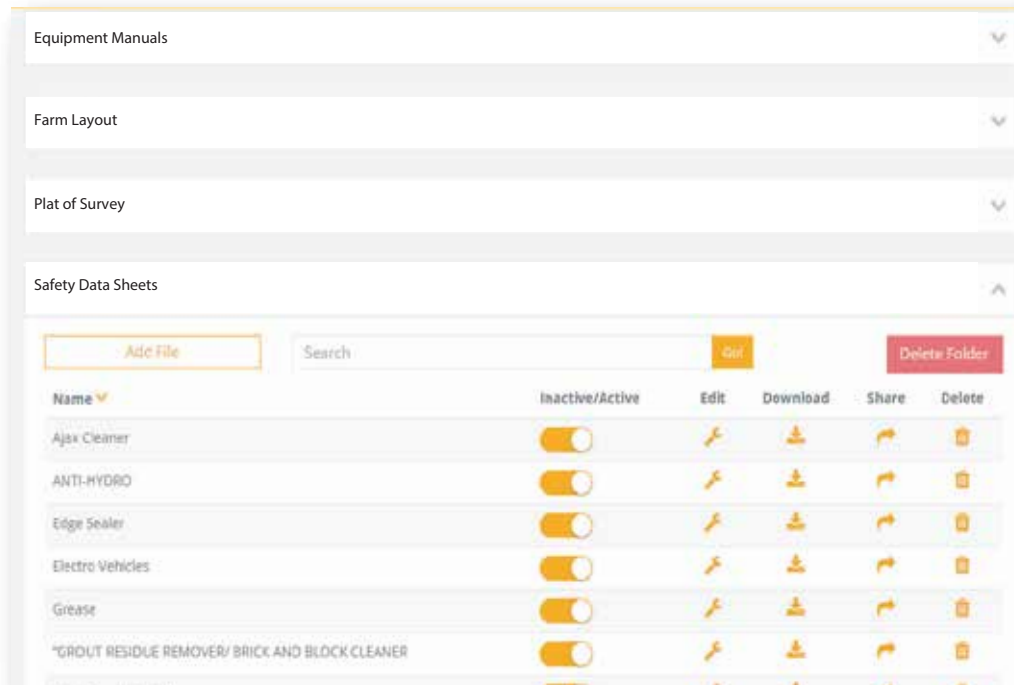 Equipment Manuals
Farm Layout
Plat of Survey
Safety Data Sheets
Add File Search Go! Delete Folder
Name Inactive/Active Edit Download Share Delete
Ajax Cleaner
ANTI-HYDRO
Edge Sealer
Electro Vehicles
Grease
"GROUT RESIDUE REMOVER/ BRICK AND BLOCK CLEANER